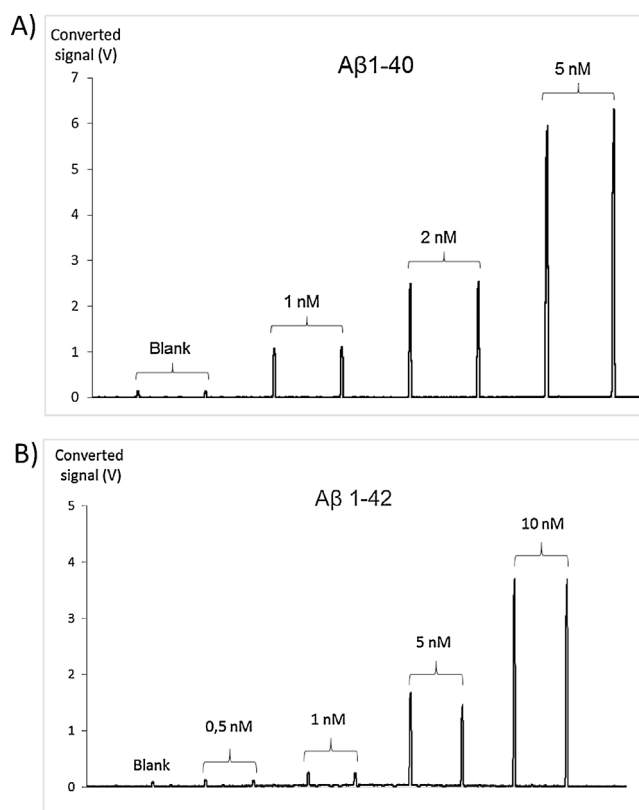 A)
Converted
signal (V)
Aβ1-40
7
5 nM
6
5
4
2 nM
3
1 nM
2
Blank
1
0
B)
Converted
signal (V)
Aβ 1-42
5
10 nM
4
3
5 nM
2
0,5 nM
1 nM
1
Blank
0